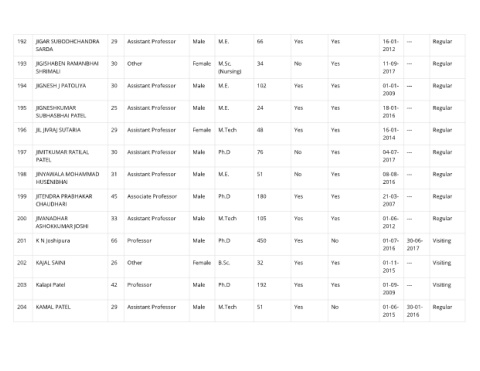 192 JIGAR SUBODHCHANDRA SARDA 29 Assistant Professor Male M.E. 66 Yes Yes 16-01-2012 --- Regular
193 JIGISHABEN RAMANBHAI SHRIMALI 30 Other Female M.Sc. (Nursing) 34 No Yes 11-09-2017 --- Regular
194 JIGNESH J PATOLIYA 30 Assistant Professor Male M.E. 102 Yes Yes 01-01-2009 --- Regular
195 JIGNESHKUMAR SUBHASBHAI PATEL 25 Assistant Professor Male M.E. 24 Yes Yes 18-01-2016 --- Regular
196 JIL JIVRAJ SUTARIA 29 Assistant Professor Female M.Tech 48 Yes Yes 16-01-2014 --- Regular
197 JIMITKUMAR RATILAL PATEL 30 Assistant Professor Male Ph.D 76 No Yes 04-07-2017 --- Regular
198 JINYAWALA MOHAMMAD HUSENIBHAI 31 Assistant Professor Male M.E. 51 No Yes 08-08-2016 --- Regular
199 JITENDRA PRABHAKAR CHAUDHARI 45 Associate Professor Male Ph.D 180 Yes Yes 21-03-2007 --- Regular
200 JIVANADHAR ASHOKKUMAR JOSHI 33 Assistant Professor Male M.Tech 105 Yes Yes 01-06-2012 --- Regular
201 K N Jodhipura 66 Professor Male Ph.D 450 Yes No 01-07-2016 30-06-2017 Visiting
202 KAJAL SAINI 26 Other Female B.Sc. 32 Yes Yes 01-11-2015 --- Visiting
203 Kalapi Patel 42 Professor Male Ph.D 192 Yes Yes 01-09-2009 --- Visiting
204 KAMAL PATEL 29 Assistant Professor Male M.Tech 51 Yes No 01-06-2015 30-01-2016 Regular